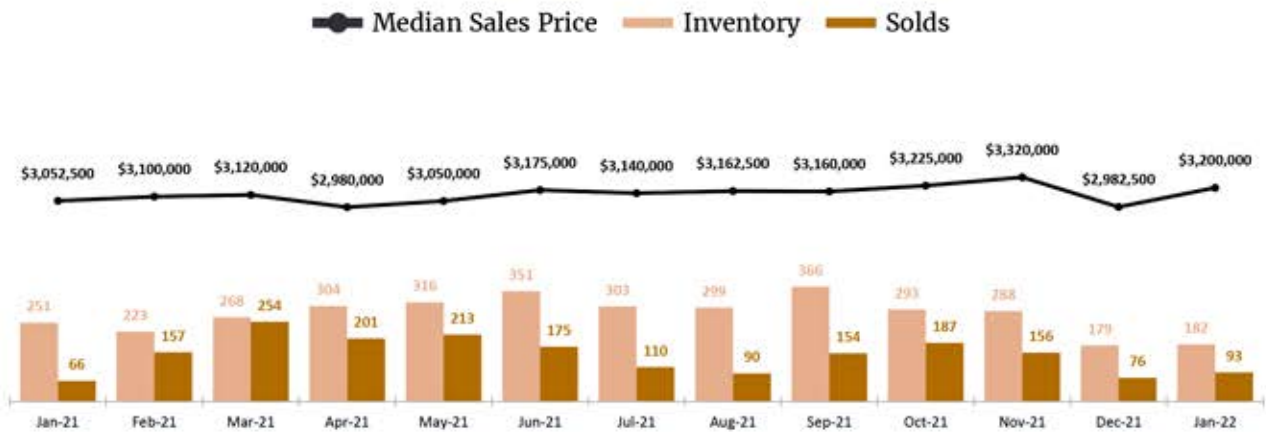 Median Sales Price Inventory Solds
$3,052,500 $3,100,000 $3,120,000 $2,980,000 $3,050,000 $3,175,000 $3,140,000 $3,162,500 $3,160,000 $3,225,000 $3,320,000 $2,982,500 $3,200,000
251 223 268 304 316 351 303 299 366 293 288 179 182
66 157 254 201 213 175 110 90 154 187 156 76 93
Jan-21 Feb-21 Mar-21 Apr-21 May-21 Jun-21 Jul-21 Aug-21 Sep-21 Oct-21 Nov-21 Dec-21 Jan-22